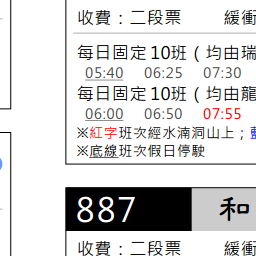 收費：二段票　　緩衝
每日固定10班（均由瑞
05:40　06:25　07:30
每日固定10班（均由龍
06:00　06:50　07:55
※紅字班次經水湳洞山上；藍
※底線班次假日停駛
887　和
收費：二段票　　緩衝